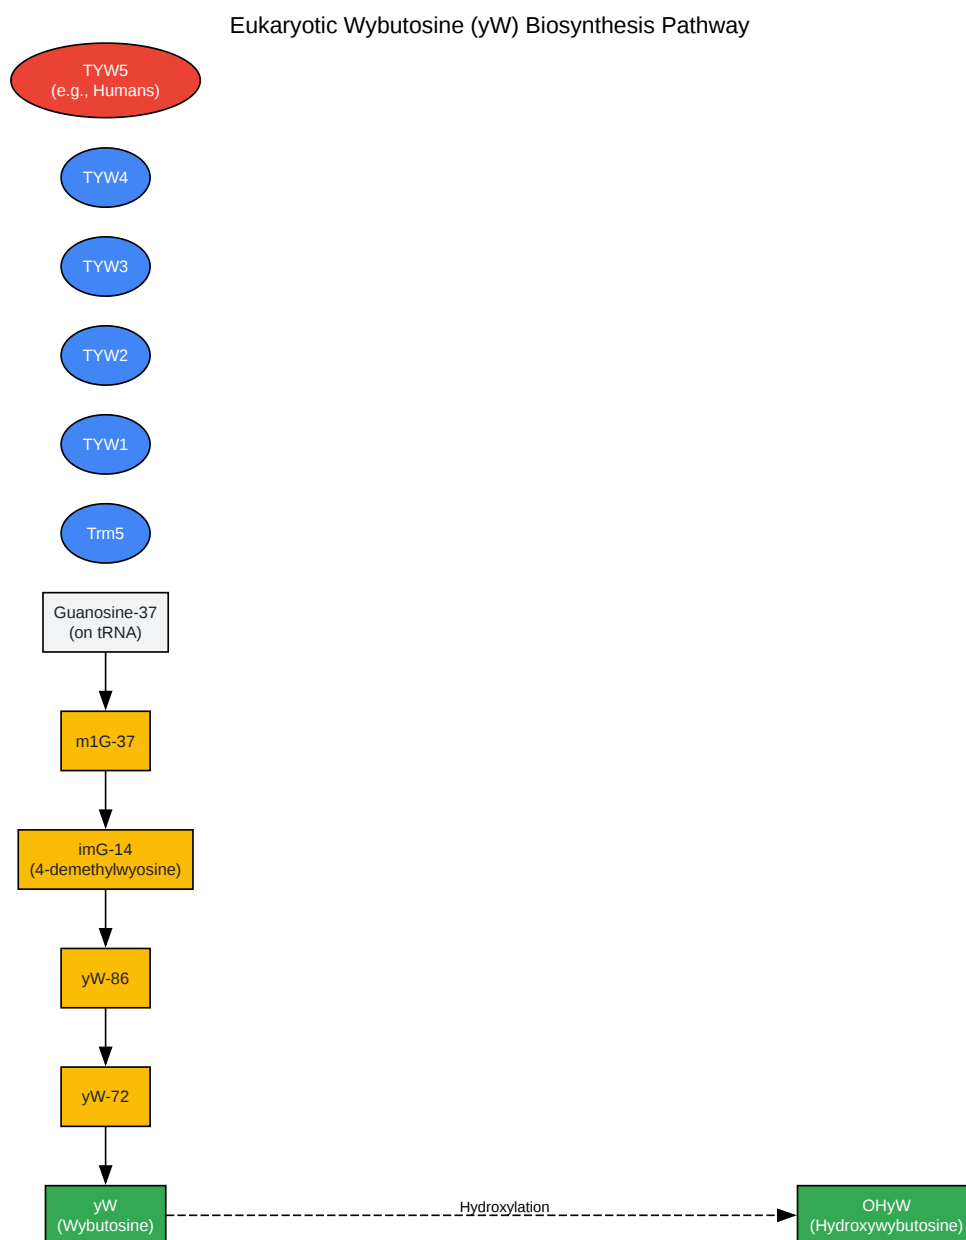 Eukaryotic Wybutosine (yW) Biosynthesis Pathway
TYW5
(e.g., Humans)
TYW4
TYW3
TYW2
TYW1
Trm5
Guanosine-37
(on tRNA)
m1G-37
imG-14
(4-demethylwyosine)
yW-86
yW-72
yW
(Wybutosine)
Hydroxylation
OHyW
(Hydroxywybutosine)